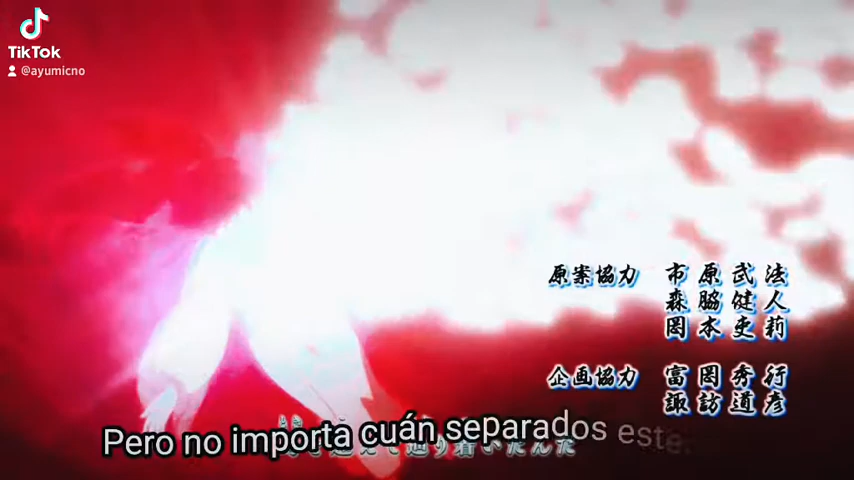 TikTok
@ayumicno
原案協力 市原武法
森脇健人
岡本吏莉
企画協力 富岡秀行
諏訪道彦
Pero no importa cuán separados esté